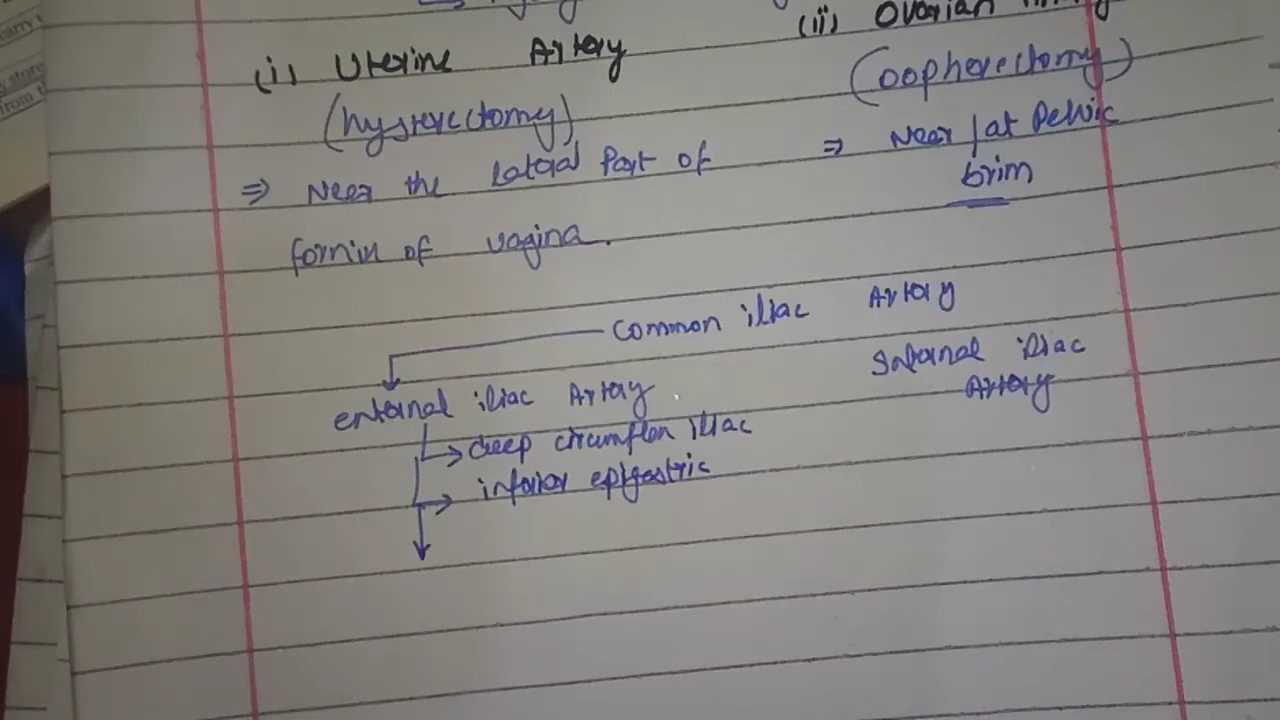 (i) Uterine Artery
(ii) Ovarian
(hysterectomy)
(oopherectomy)
⇒ Near the Lateral Part of
fornix of vagina.
⇒ Near / at Pelvic
brim
Common iliac Artery
external iliac Artery
Internal iliac
Artery
→ deep circumflex iliac
→ inferior epigastric